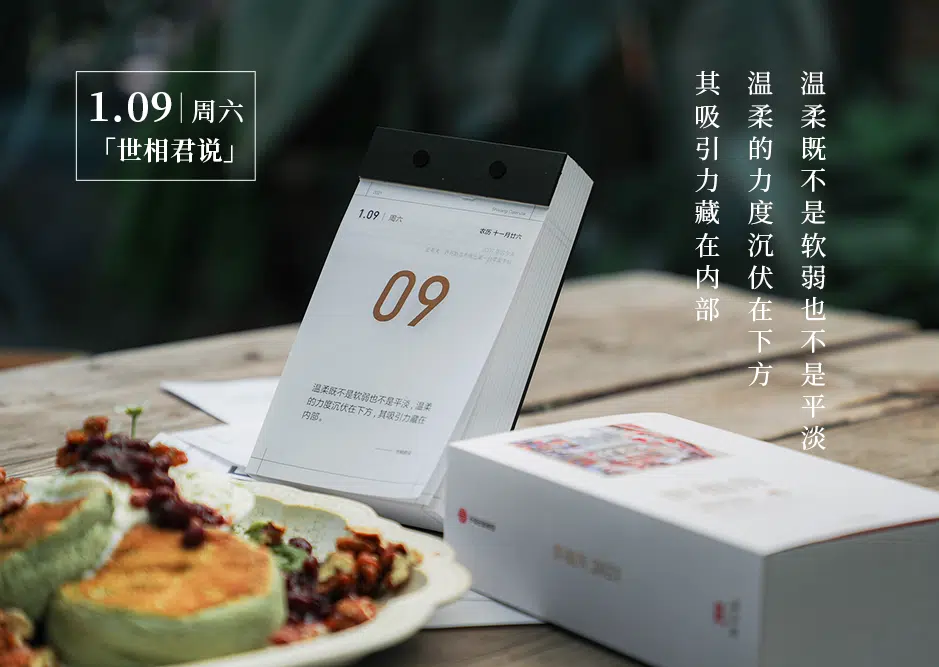 1.09 周六
「世相君说」
温柔既不是软弱也不是平淡
温柔的力度沉伏在下方
其吸引力藏在内部
1.09 周六
农历 十一月廿六
09
温柔既不是软弱也不是平淡，温柔
的力度沉伏在下方，其吸引力藏在
内部。